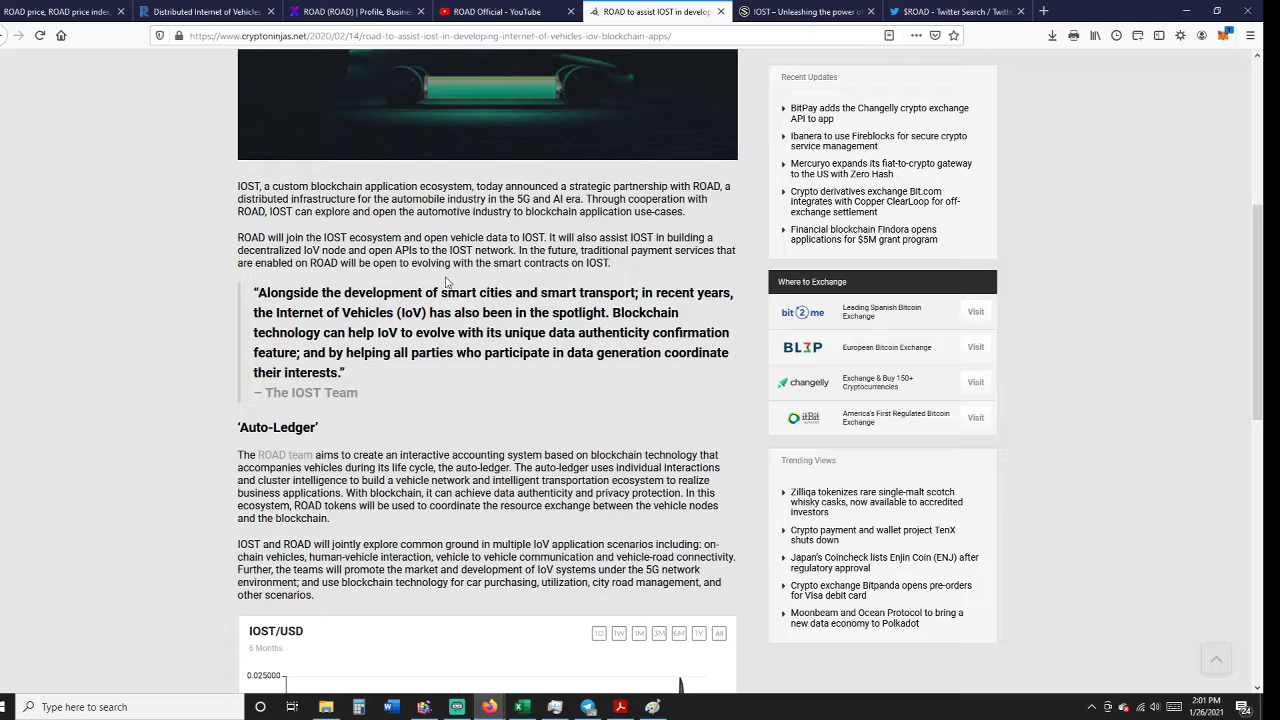 ROAD price, ROAD price index,
Distributed Internet of Vehicles
ROAD (ROAD) | Profile, Busines
ROAD Official - YouTube
ROAD to assist IOST in develop
IOST – Unleashing the power o
$ROAD - Twitter Search / Twitte
https://www.cryptoninjas.net/2020/02/14/road-to-assist-iost-in-developing-internet-of-vehicles-iov-blockchain-apps/
IOST, a custom blockchain application ecosystem, today announced a strategic partnership with ROAD, a
distributed infrastructure for the automobile industry in the 5G and AI era. Through cooperation with
ROAD, IOST can explore and open the automotive industry to blockchain application use-cases.
ROAD will join the IOST ecosystem and open vehicle data to IOST. It will also assist IOST in building a
decentralized IoV node and open APIs to the IOST network. In the future, traditional payment services that
are enabled on ROAD will be open to evolving with the smart contracts on IOST.
“Alongside the development of smart cities and smart transport; in recent years,
the Internet of Vehicles (IoV) has also been in the spotlight. Blockchain
technology can help IoV to evolve with its unique data authenticity confirmation
feature; and by helping all parties who participate in data generation coordinate
their interests.”
– The IOST Team
‘Auto-Ledger’
The ROAD team aims to create an interactive accounting system based on blockchain technology that
accompanies vehicles during its life cycle, the auto-ledger. The auto-ledger uses individual interactions
and cluster intelligence to build a vehicle network and intelligent transportation ecosystem to realize
business applications. With blockchain, it can achieve data authenticity and privacy protection. In this
ecosystem, ROAD tokens will be used to coordinate the resource exchange between the vehicle nodes
and the blockchain.
IOST and ROAD will jointly explore common ground in multiple IoV application scenarios including: on-
chain vehicles, human-vehicle interaction, vehicle to vehicle communication and vehicle-road connectivity.
Further, the teams will promote the market and development of IoV systems under the 5G network
environment; and use blockchain technology for car purchasing, utilization, city road management, and
other scenarios.
IOST/USD
1D 1W 1M 3M 6M 1Y All
6 Months
0.025000
Recent Updates
BitPay adds the Changelly crypto exchange
API to app
Ibanera to use Fireblocks for secure crypto
service management
Mercuryo expands its fiat-to-crypto gateway
to the US with Zero Hash
Crypto derivatives exchange Bit.com
integrates with Copper ClearLoop for off-
exchange settlement
Financial blockchain Findora opens
applications for $5M grant program
Where to Exchange
bit2me
Leading Spanish Bitcoin
Exchange
Visit
BL3P
European Bitcoin Exchange
Visit
changelly
Exchange & Buy 150+
Cryptocurrencies
Visit
itBit
America's First Regulated Bitcoin
Exchange
Visit
Trending Views
Zilliqa tokenizes rare single-malt scotch
whisky casks, now available to accredited
investors
Crypto payment and wallet project TenX
shuts down
Japan's Coincheck lists Enjin Coin (ENJ) after
regulatory approval
Crypto exchange Bitpanda opens pre-orders
for Visa debit card
Moonbeam and Ocean Protocol to bring a
new data economy to Polkadot
Type here to search
2:01 PM
1/26/2021
24